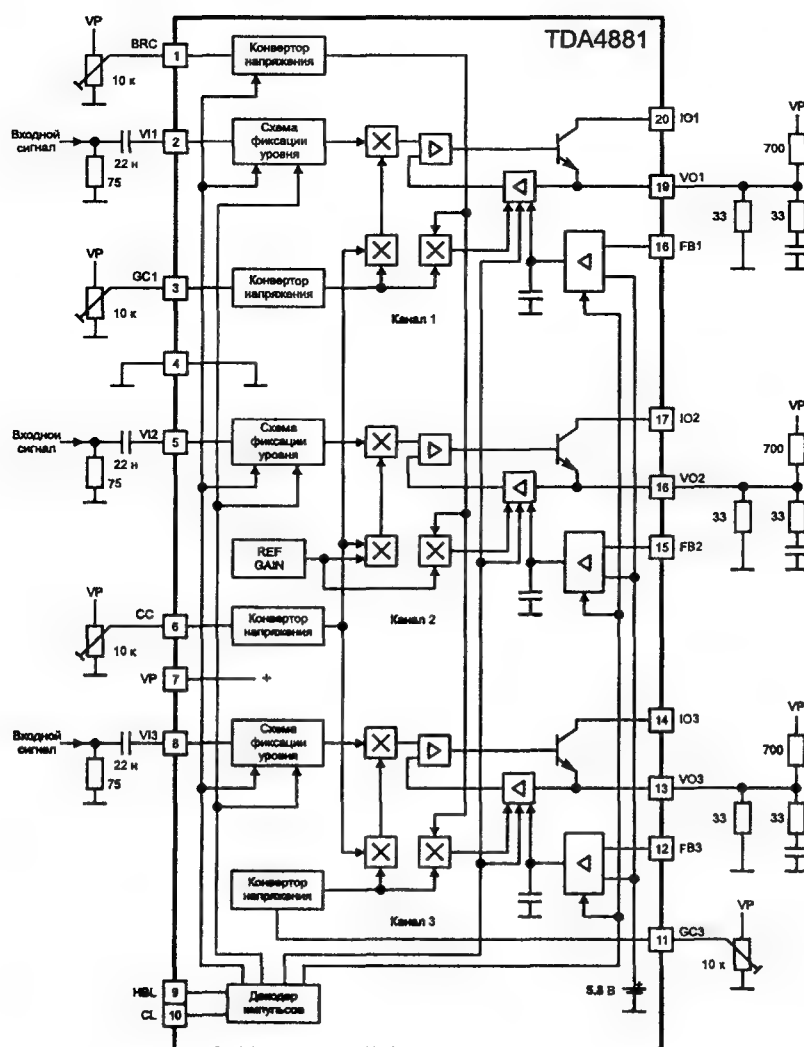 TDA4881
VP
BRC
1
10 к
Конвертор
напряжения
Входной
сигнал
VI1
2
22 н
75
Схема
фиксации
уровня
20
IO1
VP
700
19
VO1
33
33
16
FB1
VP
GC1
3
10 к
Конвертор
напряжения
Канал 1
4
Входной
сигнал
VI2
5
22 н
75
Схема
фиксации
уровня
17
IO2
VP
700
16
VO2
33
33
REF
GAIN
15
FB2
VP
CC
6
10 к
Конвертор
напряжения
Канал 2
VP
7
+
Входной
сигнал
VI3
8
22 н
75
Схема
фиксации
уровня
14
IO3
VP
700
13
VO3
33
33
12
FB3
Конвертор
напряжения
Канал 3
11
GC3
VP
10 к
HBL
9
CL
10
Декодер
импульсов
5,8 В